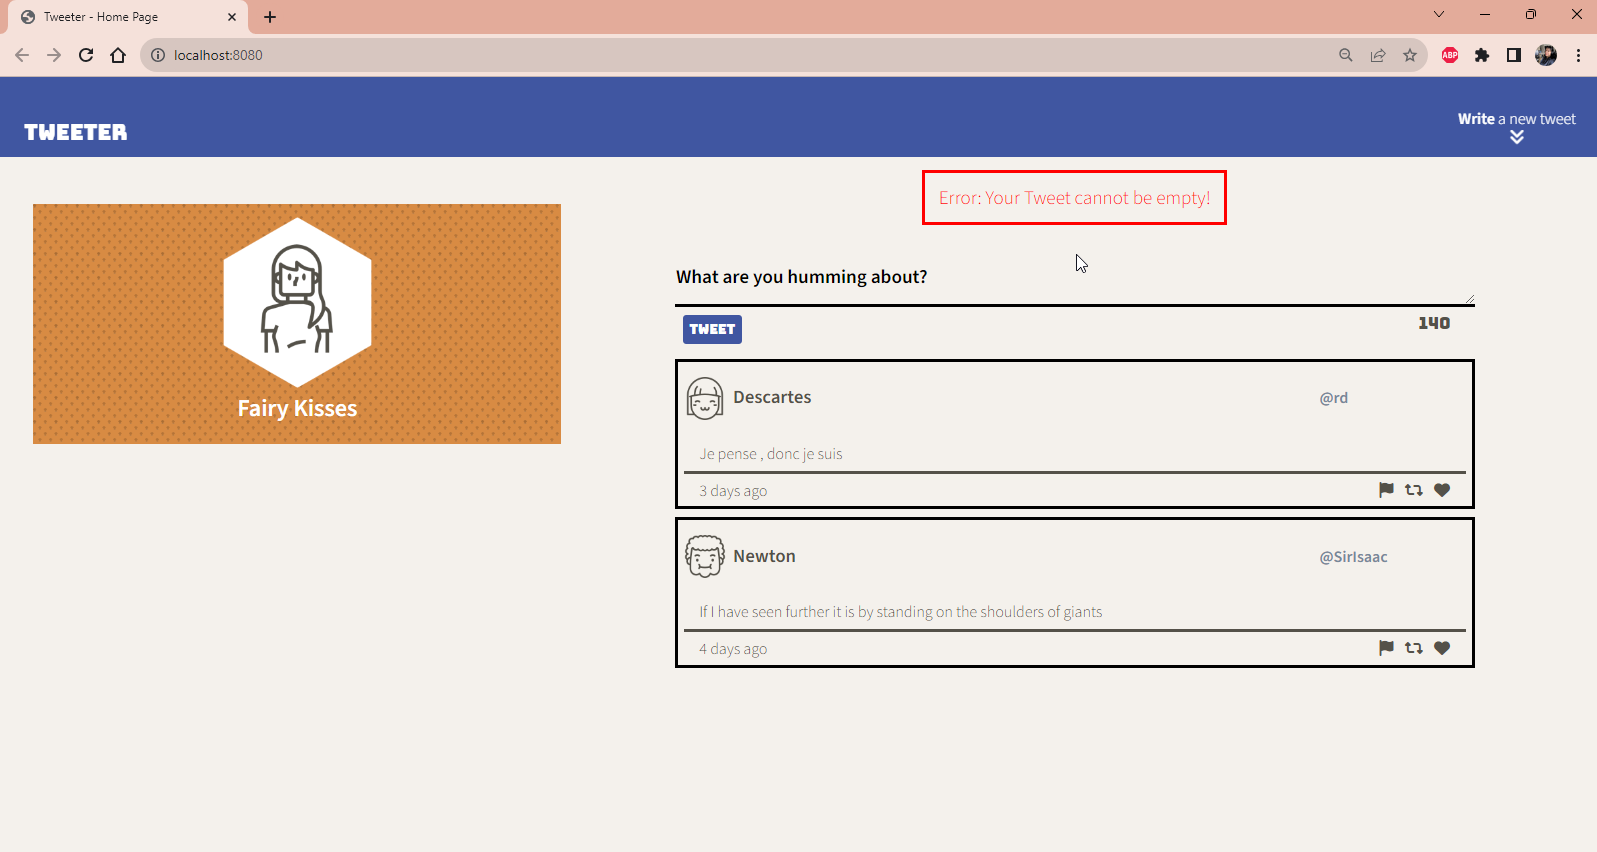 Tweeter - Home Page
localhost:8080
ABP
TWEETER
Write a new tweet
Error: Your Tweet cannot be empty!
Fairy Kisses
What are you humming about?
TWEET
140
Descartes
@rd
Je pense , donc je suis
3 days ago
Newton
@SirIsaac
If I have seen further it is by standing on the shoulders of giants
4 days ago